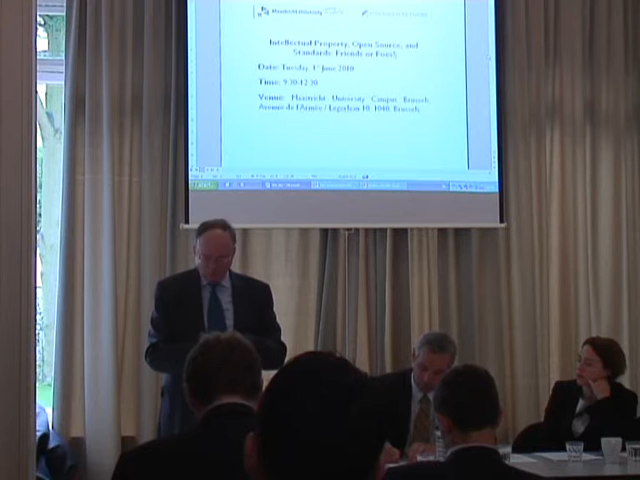 Maastricht University
Intellectual Property, Open Source, and
Standards: Friends or Foes?
Date: Tuesday, 1st June 2010
Time: 9:30-12:30
Venue: Maastricht University Campus Brussels
Avenue de l'Armée / Legerlaan 10, 1040, Brussels